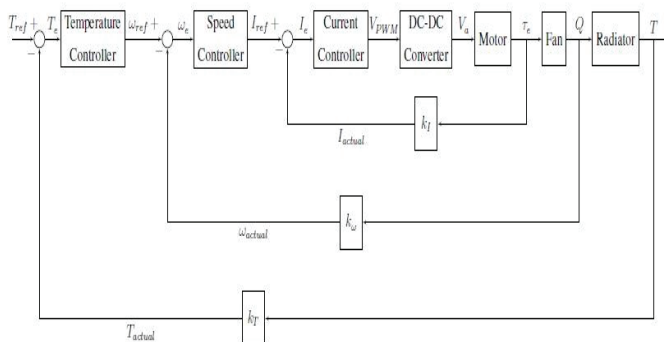 T_ref + T_e Temperature Controller ω_ref + ω_e Speed Controller I_ref + I_e Current Controller V_PWM DC-DC Converter V_a Motor τ_e Fan Q Radiator T
− − −
k_I
I_actual
k_ω
ω_actual
k_T
T_actual